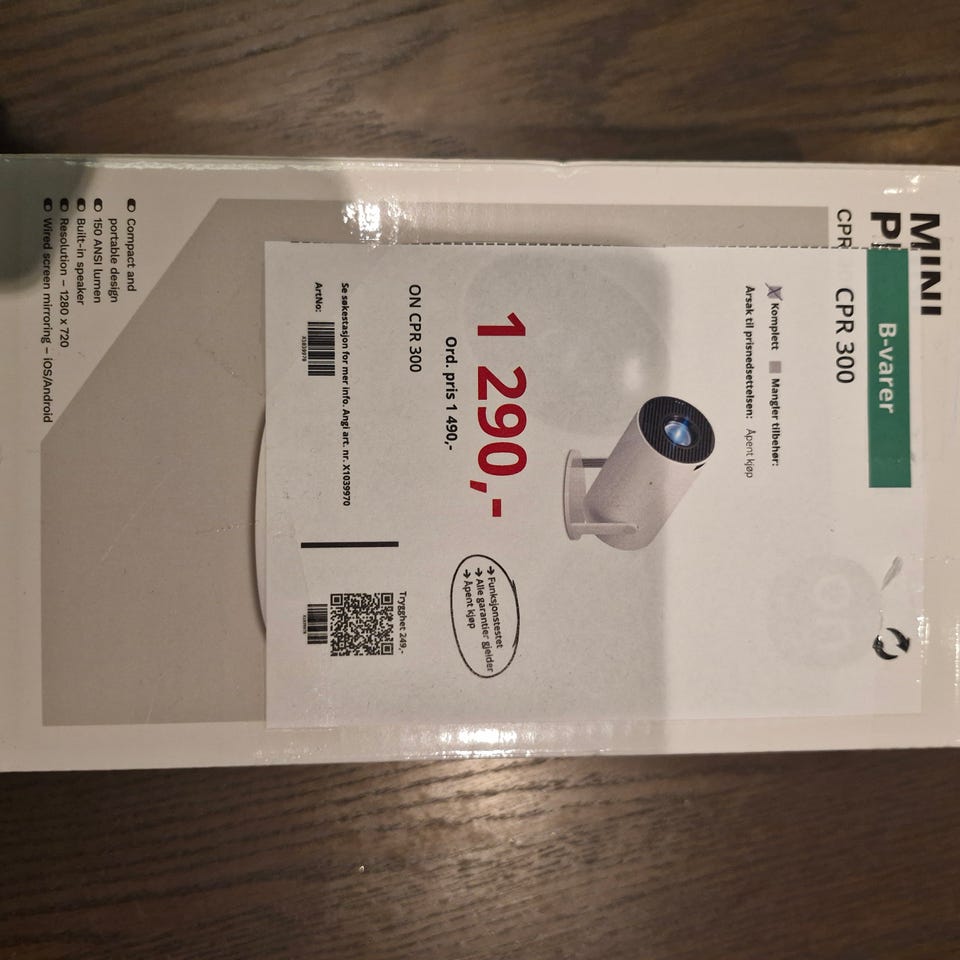 MINI
CPR
B-varer
CPR 300
Komplett Mangler tilbehør:
Årsak til prisnedsettelsen: Åpent kjøp
1 290,-
Ord. pris 1 490,-
ON CPR 300
→ Funksjonstestet
→ Alle garantier gjelder
→ Åpent kjøp
Se søkestasjon for mer info. Angi art. nr. X1039970
ArtNo:
X1039970
Trygghet 249,-
Compact and
portable design
150 ANSI lumen
Built-in speaker
Resolution – 1280 x 720
Wired screen mirroring – iOS/Android